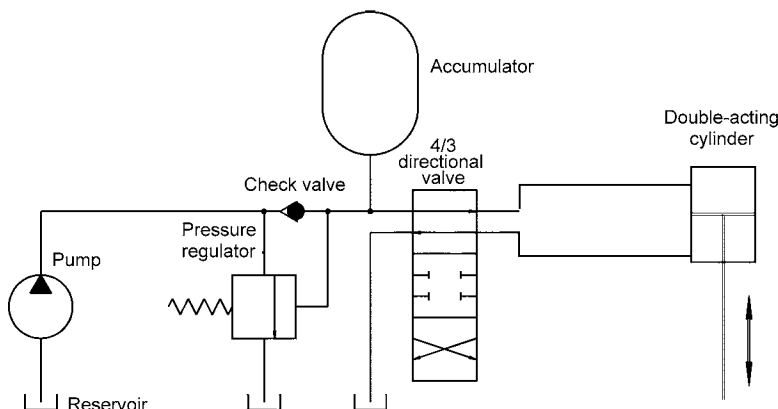 Accumulator
Double-acting
cylinder
4/3
directional
valve
Check valve
Pressure
regulator
Pump
Reservoir